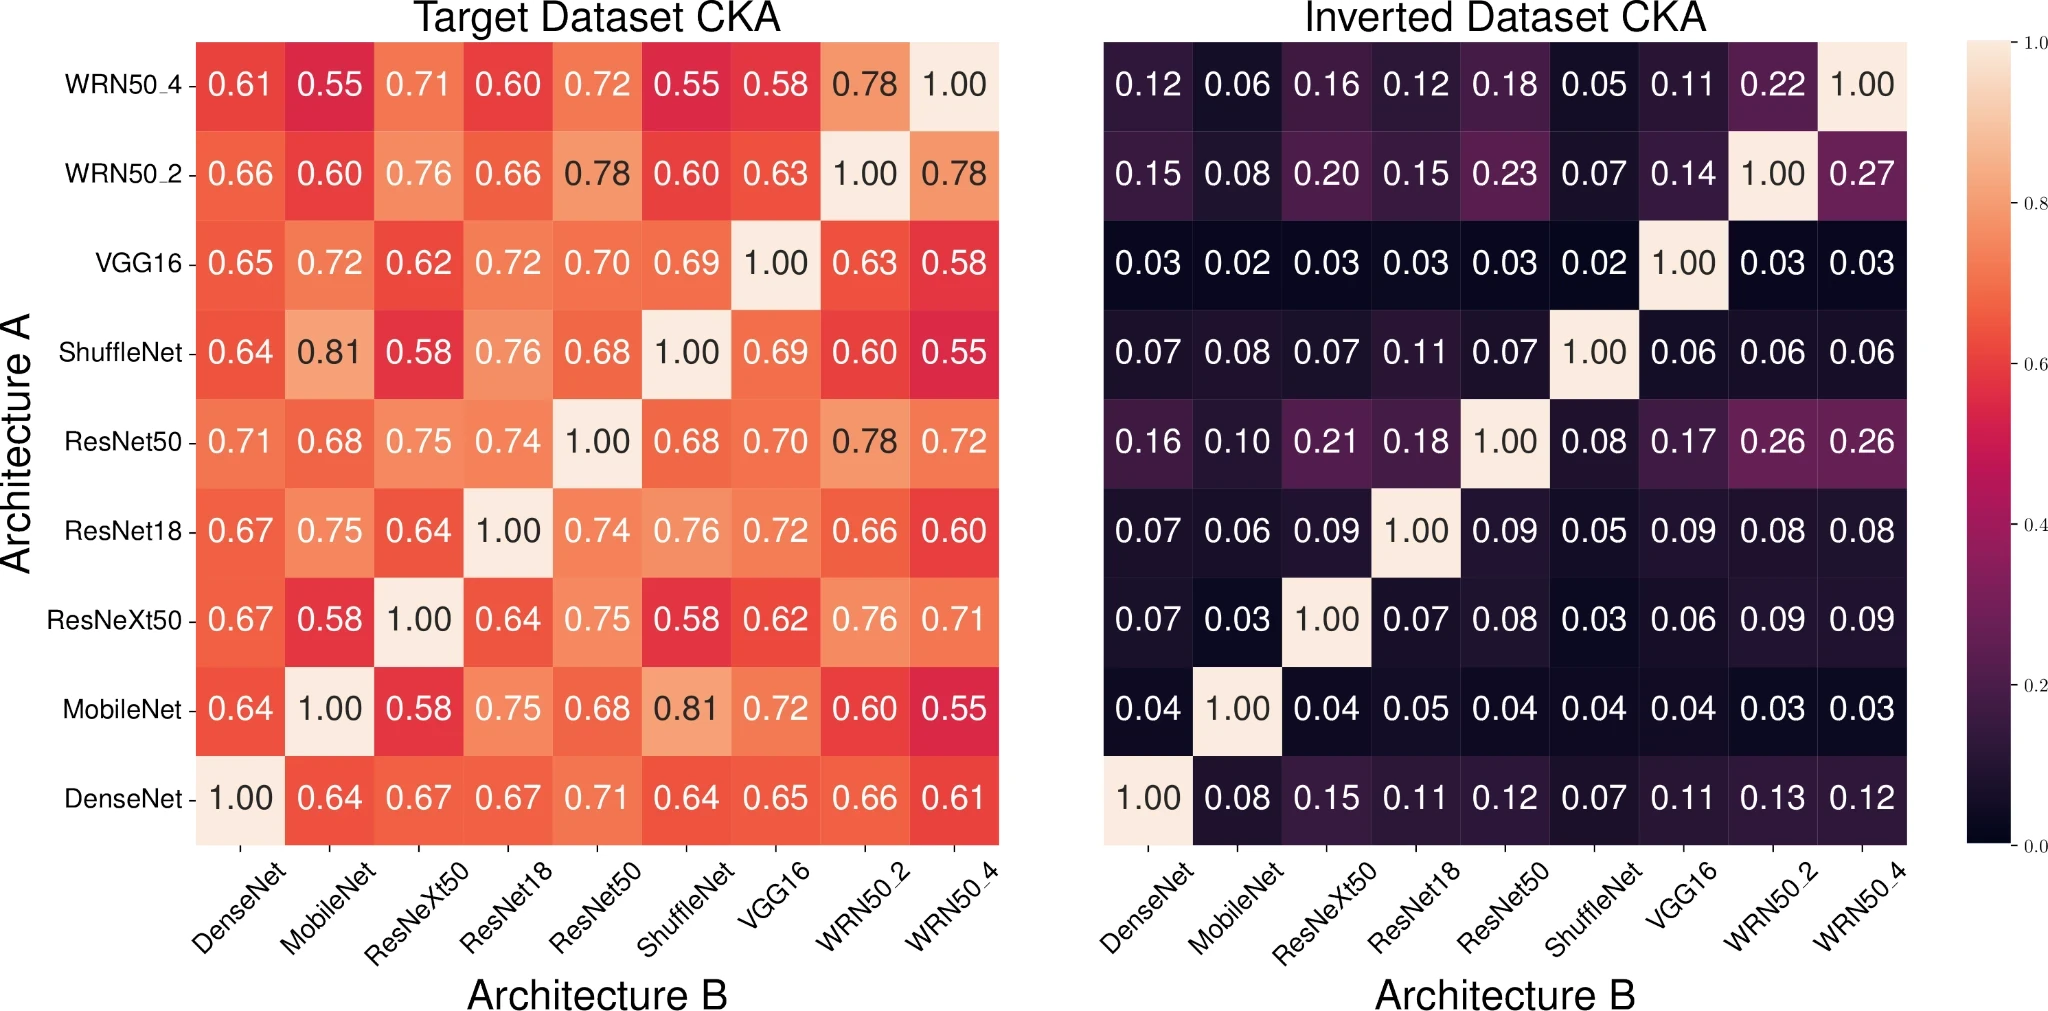 Target Dataset CKA
Inverted Dataset CKA
Architecture A
WRN50_4 0.61 0.55 0.71 0.60 0.72 0.55 0.58 0.78 1.00
WRN50_2 0.66 0.60 0.76 0.66 0.78 0.60 0.63 1.00 0.78
VGG16 0.65 0.72 0.62 0.72 0.70 0.69 1.00 0.63 0.58
ShuffleNet 0.64 0.81 0.58 0.76 0.68 1.00 0.69 0.60 0.55
ResNet50 0.71 0.68 0.75 0.74 1.00 0.68 0.70 0.78 0.72
ResNet18 0.67 0.75 0.64 1.00 0.74 0.76 0.72 0.66 0.60
ResNeXt50 0.67 0.58 1.00 0.64 0.75 0.58 0.62 0.76 0.71
MobileNet 0.64 1.00 0.58 0.75 0.68 0.81 0.72 0.60 0.55
DenseNet 1.00 0.64 0.67 0.67 0.71 0.64 0.65 0.66 0.61
DenseNet MobileNet ResNeXt50 ResNet18 ResNet50 ShuffleNet VGG16 WRN50_2 WRN50_4
Architecture B
0.12 0.06 0.16 0.12 0.18 0.05 0.11 0.22 1.00
0.15 0.08 0.20 0.15 0.23 0.07 0.14 1.00 0.27
0.03 0.02 0.03 0.03 0.03 0.02 1.00 0.03 0.03
0.07 0.08 0.07 0.11 0.07 1.00 0.06 0.06 0.06
0.16 0.10 0.21 0.18 1.00 0.08 0.17 0.26 0.26
0.07 0.06 0.09 1.00 0.09 0.05 0.09 0.08 0.08
0.07 0.03 1.00 0.07 0.08 0.03 0.06 0.09 0.09
0.04 1.00 0.04 0.05 0.04 0.04 0.04 0.03 0.03
1.00 0.08 0.15 0.11 0.12 0.07 0.11 0.13 0.12
DenseNet MobileNet ResNeXt50 ResNet18 ResNet50 ShuffleNet VGG16 WRN50_2 WRN50_4
Architecture B
1.0
0.8
0.6
0.4
0.2
0.0